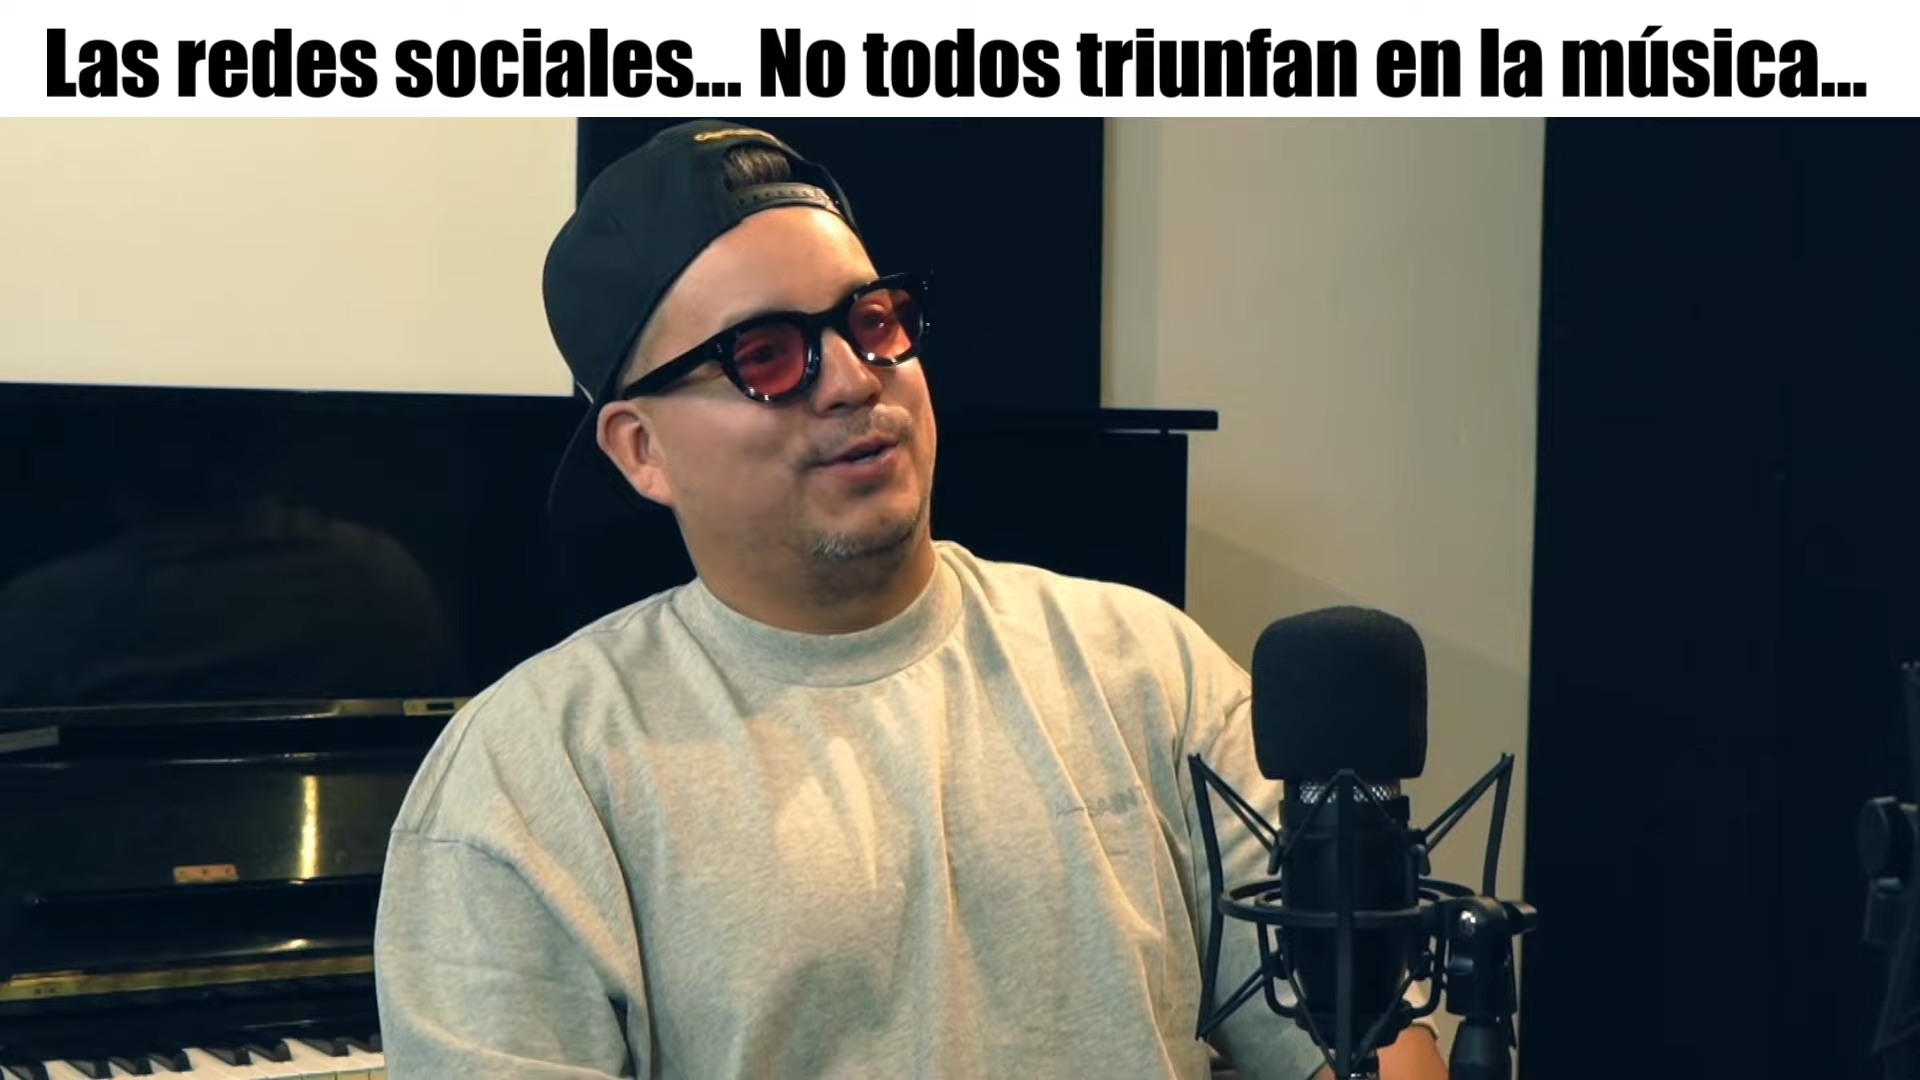 Las redes sociales... No todos triunfan en la música...